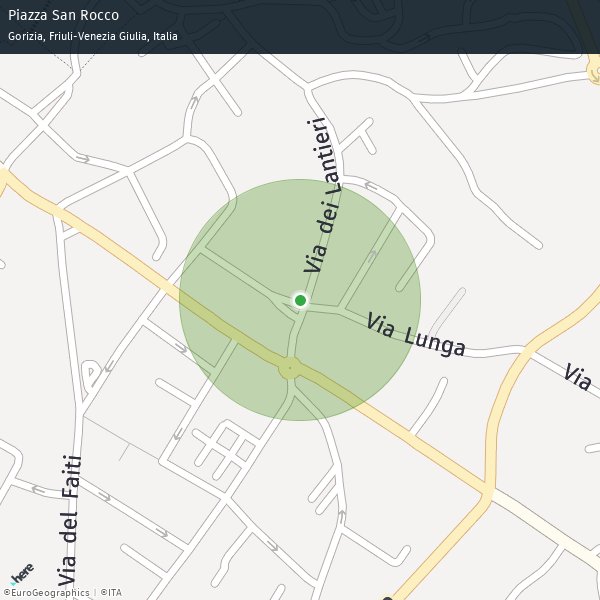 Piazza San Rocco
Gorizia, Friuli-Venezia Giulia, Italia
Via dei Lantieri
Via Lunga
Via
Via del Faiti
here
©EuroGeographics | ©ITA